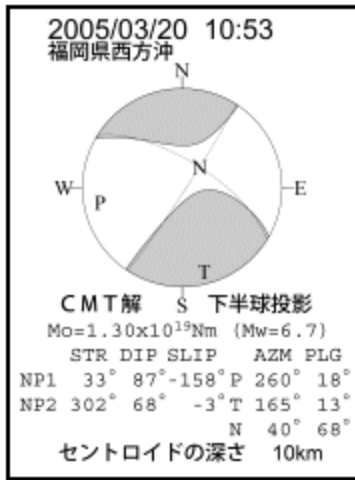 2005/03/20 10:53
福岡県西方沖
N
N
W E
P
T
S
CMT解 下半球投影
Mo=1.30x10¹⁹Nm (Mw=6.7)
STR DIP SLIP AZM PLG
NP1 33° 87° -158° P 260° 18°
NP2 302° 68° -3° T 165° 13°
N 40° 68°
セントロイドの深さ 10km